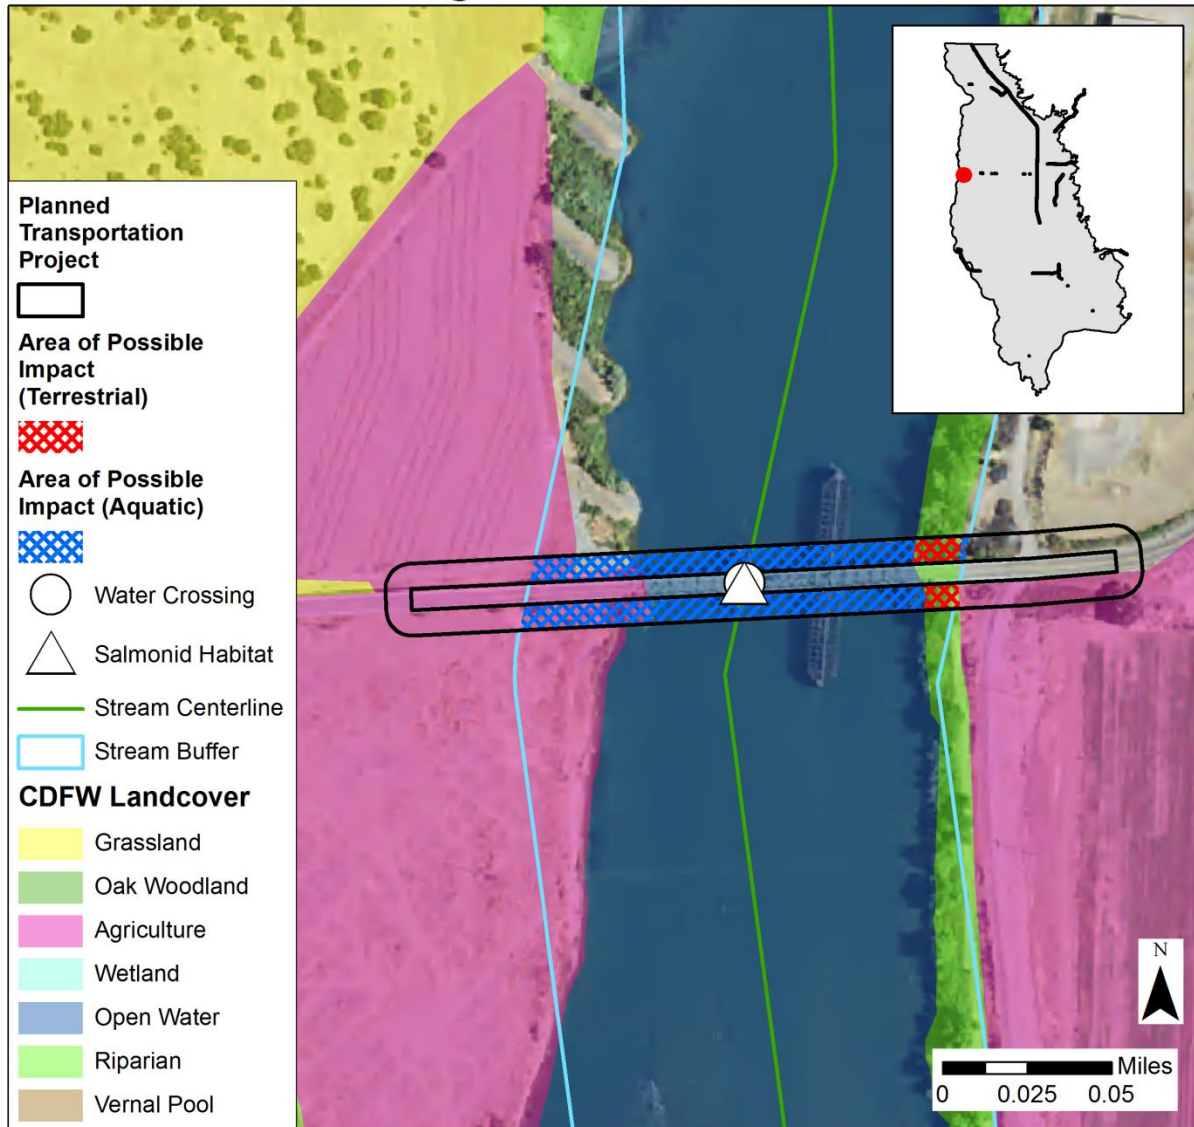 Planned
Transportation
Project
Area of Possible
Impact
(Terrestrial)
Area of Possible
Impact (Aquatic)
Water Crossing
Salmonid Habitat
Stream Centerline
Stream Buffer
CDFW Landcover
Grassland
Oak Woodland
Agriculture
Wetland
Open Water
Riparian
Vernal Pool
N
Miles
0 0.025 0.05